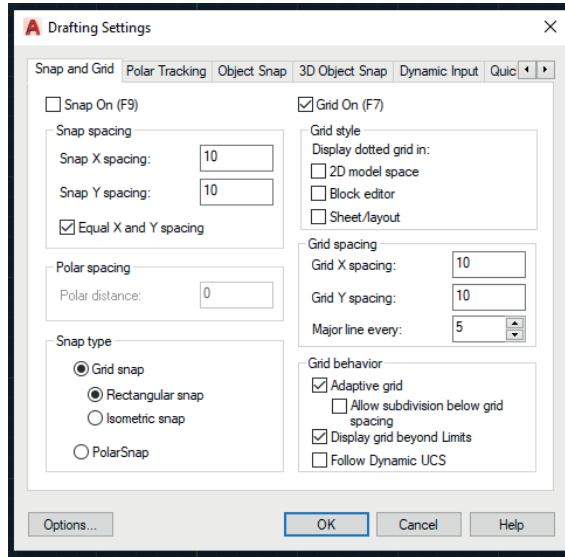 A Drafting Settings
Snap and Grid Polar Tracking Object Snap 3D Object Snap Dynamic Input Quic
Snap On (F9)
Snap spacing
Snap X spacing: 10
Snap Y spacing: 10
Equal X and Y spacing
Polar spacing
Polar distance: 0
Snap type
Grid snap
Rectangular snap
Isometric snap
PolarSnap
Grid On (F7)
Grid style
Display dotted grid in:
2D model space
Block editor
Sheet/layout
Grid spacing
Grid X spacing: 10
Grid Y spacing: 10
Major line every: 5
Grid behavior
Adaptive grid
Allow subdivision below grid
spacing
Display grid beyond Limits
Follow Dynamic UCS
Options... OK Cancel Help